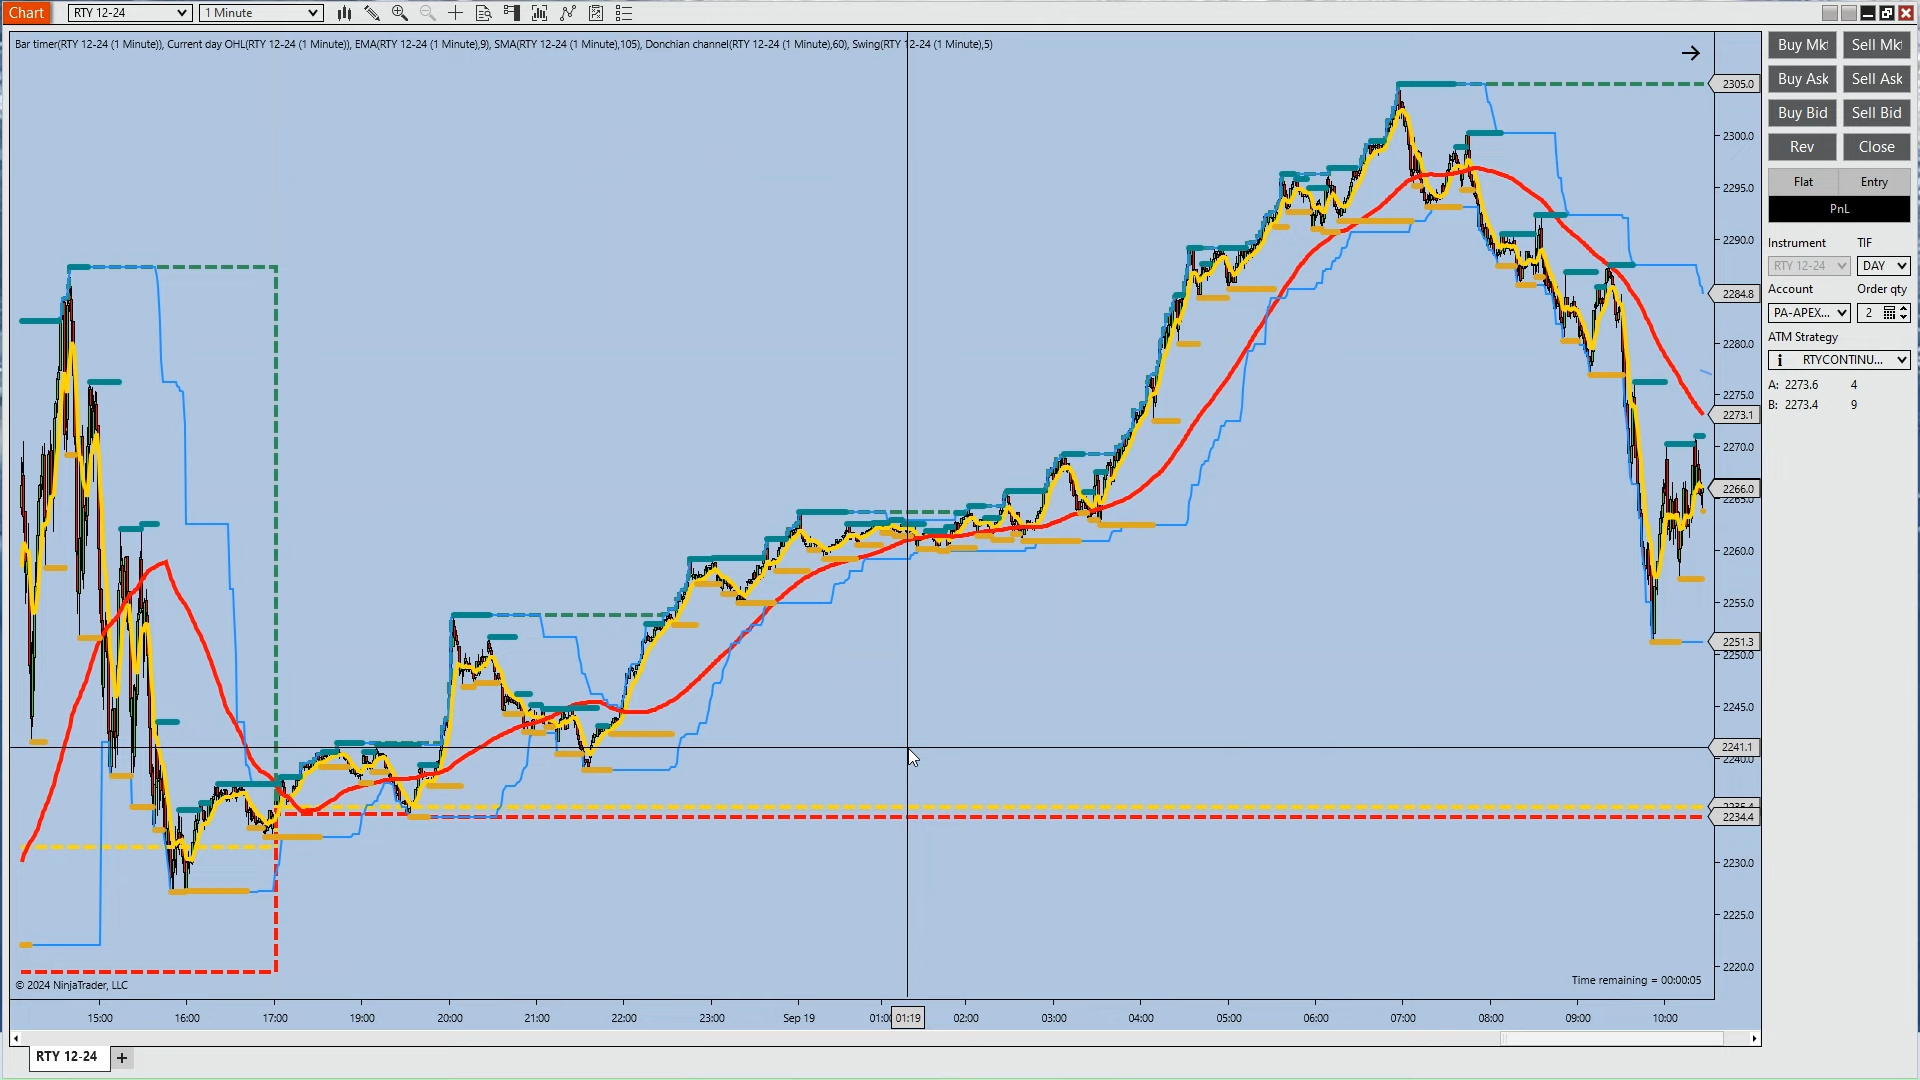 Chart RTY 12-24 1 Minute
Bar timer(RTY 12-24 (1 Minute)), Current day OHL(RTY 12-24 (1 Minute)), EMA(RTY 12-24 (1 Minute),9), SMA(RTY 12-24 (1 Minute),105), Donchian channel(RTY 12-24 (1 Minute),60), Swing(RTY 12-24 (1 Minute),5)
2305.0
2300.0
2295.0
2290.0
2284.8
2280.0
2275.0
2273.1
2270.0
2266.0
2260.0
2255.0
2251.3
2250.0
2245.0
2241.1
2240.0
2234.4
2230.0
2225.0
2220.0
© 2024 NinjaTrader, LLC
Time remaining = 00:00:05
15:00 16:00 17:00 18:00 19:00 20:00 21:00 22:00 23:00 Sep 19 01:19 02:00 03:00 04:00 05:00 06:00 07:00 08:00 09:00 10:00
RTY 12-24 +
Buy Mkt Sell Mkt
Buy Ask Sell Ask
Buy Bid Sell Bid
Rev Close
Flat Entry
PnL
Instrument TIF
RTY 12-24 DAY
Account Order qty
PA-APEX... 2
ATM Strategy
i RTYCONTINU...
A: 2273.6 4
B: 2273.4 9